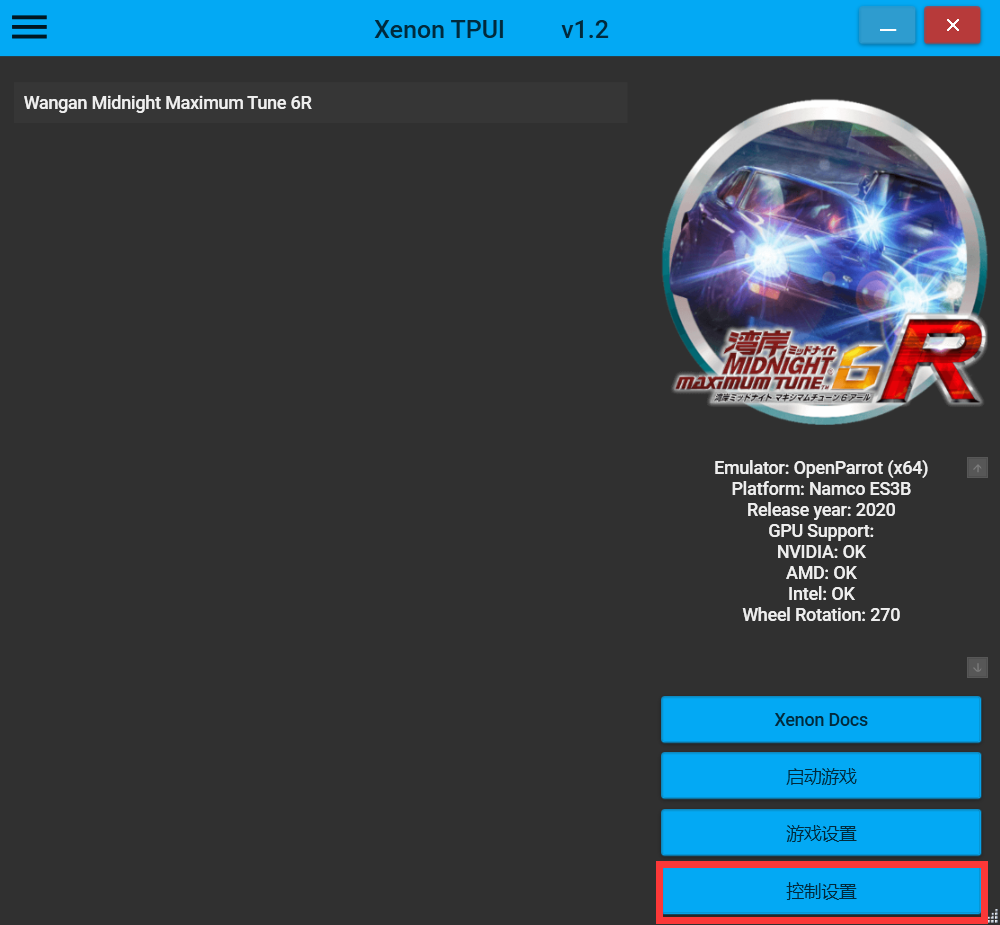 Xenon TPUI v1.2
Wangan Midnight Maximum Tune 6R
湾岸 ミッドナイト
MIDNIGHT
MAXIMUM TUNE 6 R
湾岸ミッドナイト マキシマムチューン 6 アール
Emulator: OpenParrot (x64)
Platform: Namco ES3B
Release year: 2020
GPU Support:
NVIDIA: OK
AMD: OK
Intel: OK
Wheel Rotation: 270
Xenon Docs
启动游戏
游戏设置
控制设置